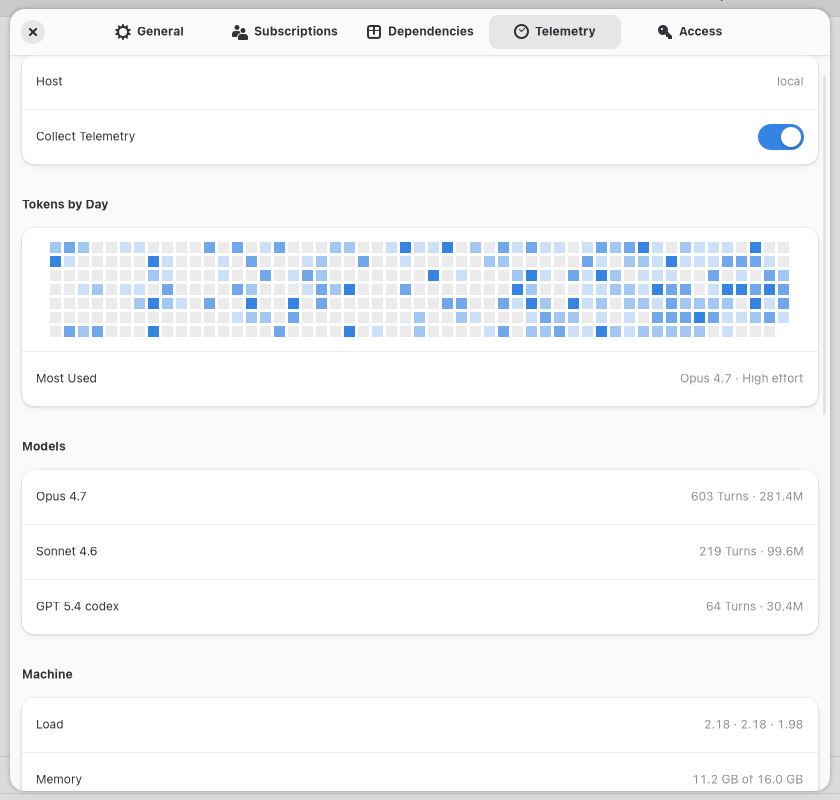 General
Subscriptions
Dependencies
Telemetry
Access
Host
local
Collect Telemetry
Tokens by Day
Most Used
Opus 4.7 · High effort
Models
Opus 4.7
603 Turns · 281.4M
Sonnet 4.6
219 Turns · 99.6M
GPT 5.4 codex
64 Turns · 30.4M
Machine
Load
2.18 · 2.18 · 1.98
Memory
11.2 GB of 16.0 GB